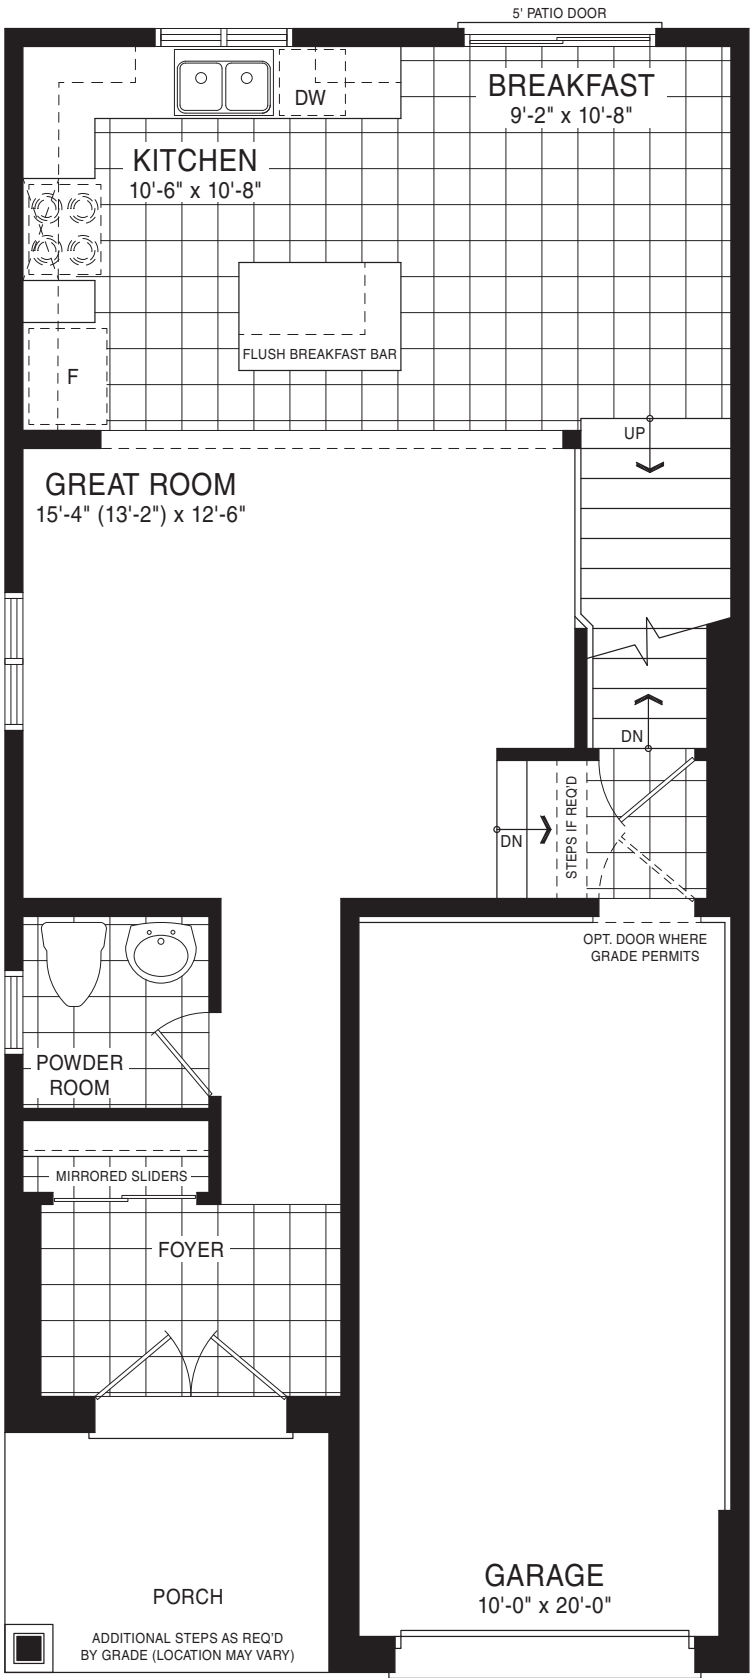 5' PATIO DOOR
BREAKFAST
9'-2" x 10'-8"
DW
KITCHEN
10'-6" x 10'-8"
FLUSH BREAKFAST BAR
F
UP
GREAT ROOM
15'-4" (13'-2") x 12'-6"
DN
STEPS IF REQ'D
DN
OPT. DOOR WHERE
GRADE PERMITS
POWDER
ROOM
MIRRORED SLIDERS
FOYER
GARAGE
10'-0" x 20'-0"
PORCH
ADDITIONAL STEPS AS REQ'D
BY GRADE (LOCATION MAY VARY)